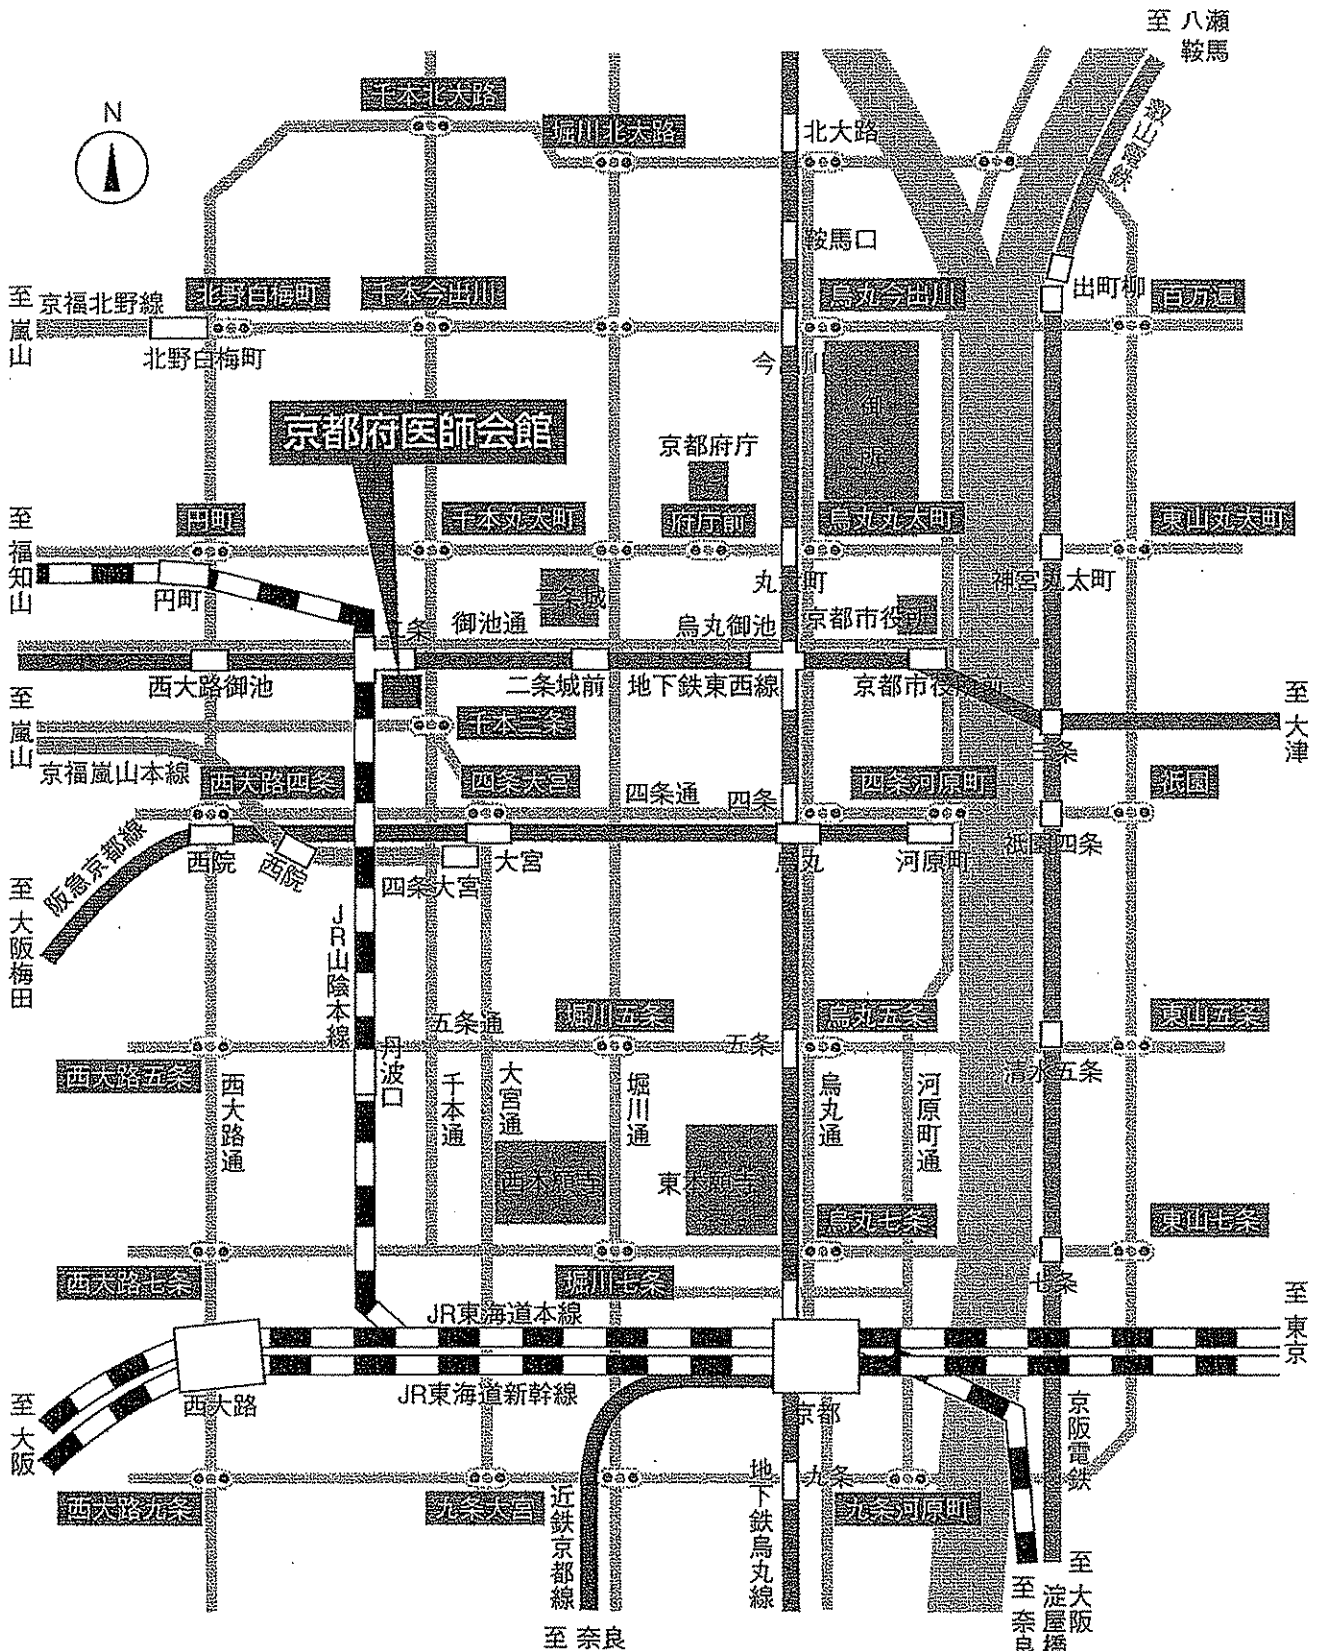 至 八瀬
鞍馬
千本北大路
堀川北大路
N
北大路
叡山電鉄
鞍馬口
至 嵐山
京福北野線
北野白梅町
千本今出川
烏丸今出川
出町柳
百万遍
北野白梅町
今出川
御所
京都府医師会館
京都府庁
至 福知山
円町
千本丸太町
府庁前
烏丸丸太町
東山丸太町
円町
丸太町
神宮丸太町
二条城
二条
御池通
烏丸御池
京都市役所
西大路御池
二条城前
地下鉄東西線
京都市役所前
至 嵐山
千本三条
三条
至 大津
京福嵐山本線
西大路四条
四条大宮
四条通
四条
四条河原町
祇園
阪急京都線
西院
西院
大宮
四条大宮
烏丸
河原町
祇園四条
至 大阪梅田
JR山陰本線
五条通
堀川五条
烏丸五条
東山五条
五条
丹波口
清水五条
西大路五条
西大路通
千本通
大宮通
堀川通
烏丸通
河原町通
西本願寺
東本願寺
烏丸七条
東山七条
西大路七条
堀川七条
七条
JR東海道本線
至 東京
JR東海道新幹線
西大路
京都
至 大阪
京阪電鉄
西大路九条
九条大宮
近鉄京都線
地下鉄烏丸線
九条
九条河原町
至 奈良
至 奈良
至 大阪
淀屋橋